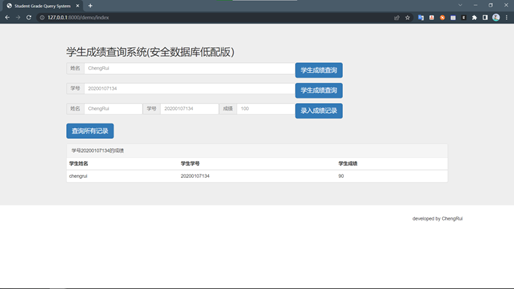 Student Grade Query System
127.0.0.1:8000/demo/index
学生成绩查询系统(安全数据库低配版)
姓名 ChengRui 学生成绩查询
学号 20200107134 学生成绩查询
姓名 ChengRui 学号 20200107134 成绩 100 录入成绩记录
查询所有记录
学号20200107134的成绩
学生姓名 学生学号 学生成绩
chengrui 20200107134 90
developed by ChengRui